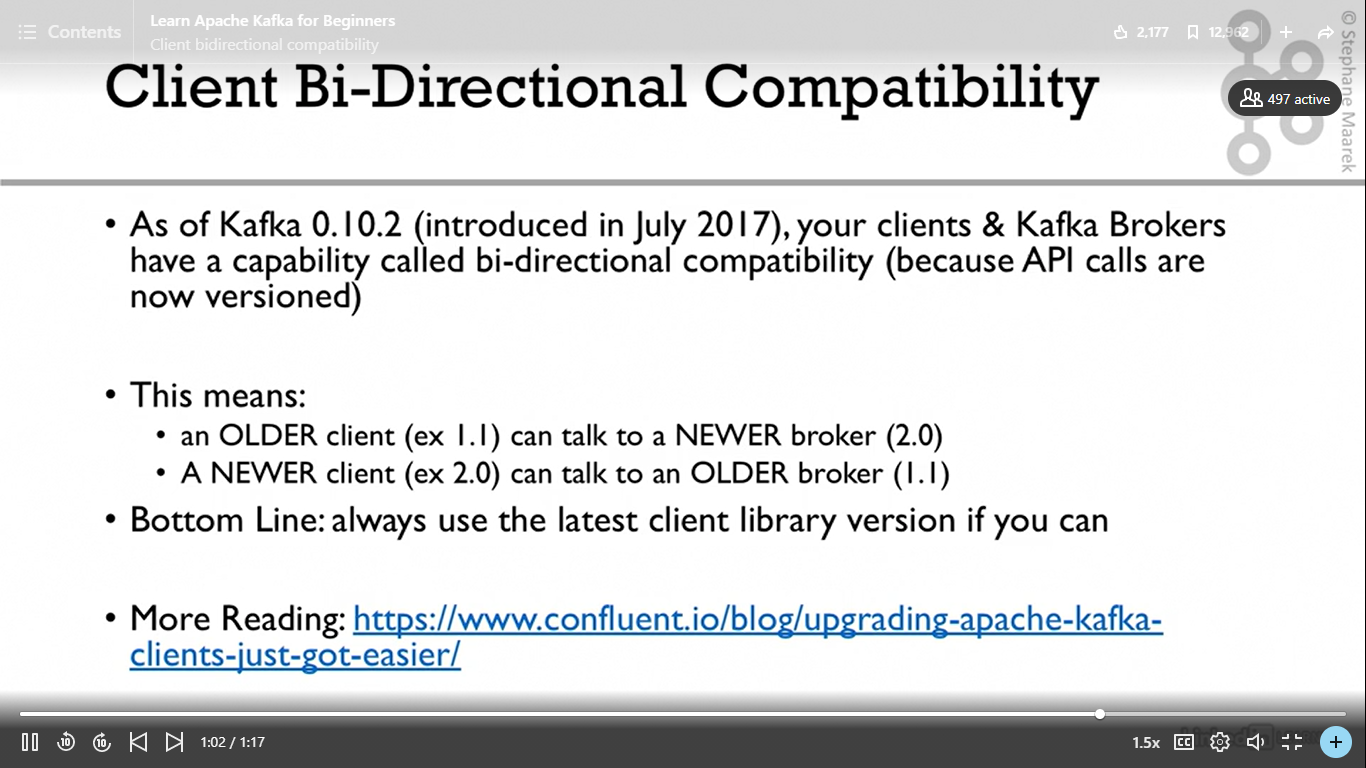 Contents
Learn Apache Kafka for Beginners
Client bidirectional compatibility
2,177
12,962
497 active
© Stephane Maarek
Client Bi-Directional Compatibility
• As of Kafka 0.10.2 (introduced in July 2017), your clients & Kafka Brokers
have a capability called bi-directional compatibility (because API calls are
now versioned)
• This means:
• an OLDER client (ex 1.1) can talk to a NEWER broker (2.0)
• A NEWER client (ex 2.0) can talk to an OLDER broker (1.1)
• Bottom Line: always use the latest client library version if you can
• More Reading: https://www.confluent.io/blog/upgrading-apache-kafka-
clients-just-got-easier/
10
10
1:02 / 1:17
1.5x
CC